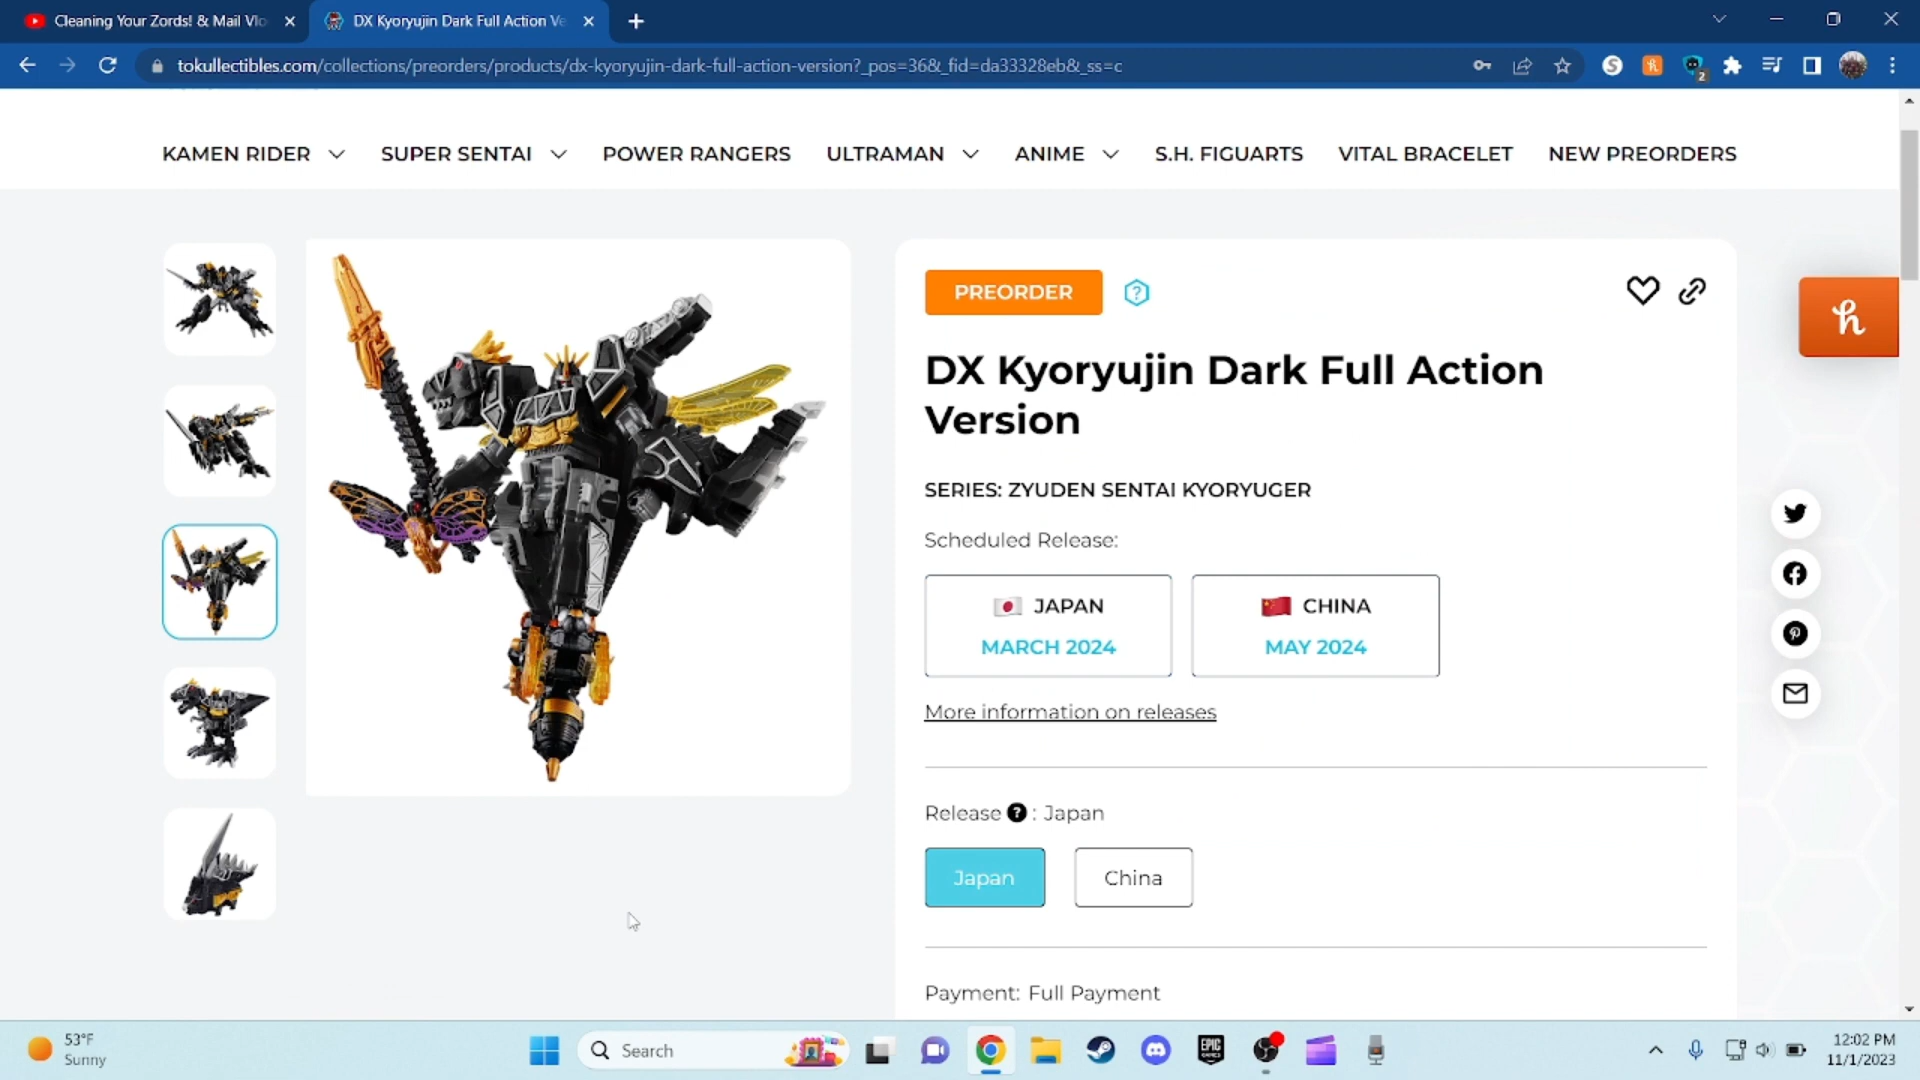 Cleaning Your Zords! & Mail Vlo
DX Kyoryujin Dark Full Action Ve
tokullectibles.com/collections/preorders/products/dx-kyoryujin-dark-full-action-version?_pos=36&_fid=da33328eb&_ss=c
2
KAMEN RIDER SUPER SENTAI POWER RANGERS ULTRAMAN ANIME S.H. FIGUARTS VITAL BRACELET NEW PREORDERS
PREORDER ?
DX Kyoryujin Dark Full Action
Version
SERIES: ZYUDEN SENTAI KYORYUGER
Scheduled Release:
JAPAN
MARCH 2024
CHINA
MAY 2024
More information on releases
Release ? : Japan
Japan China
Payment: Full Payment
53°F
Sunny
Search
EPIC
GAMES
12:02 PM
11/1/2023